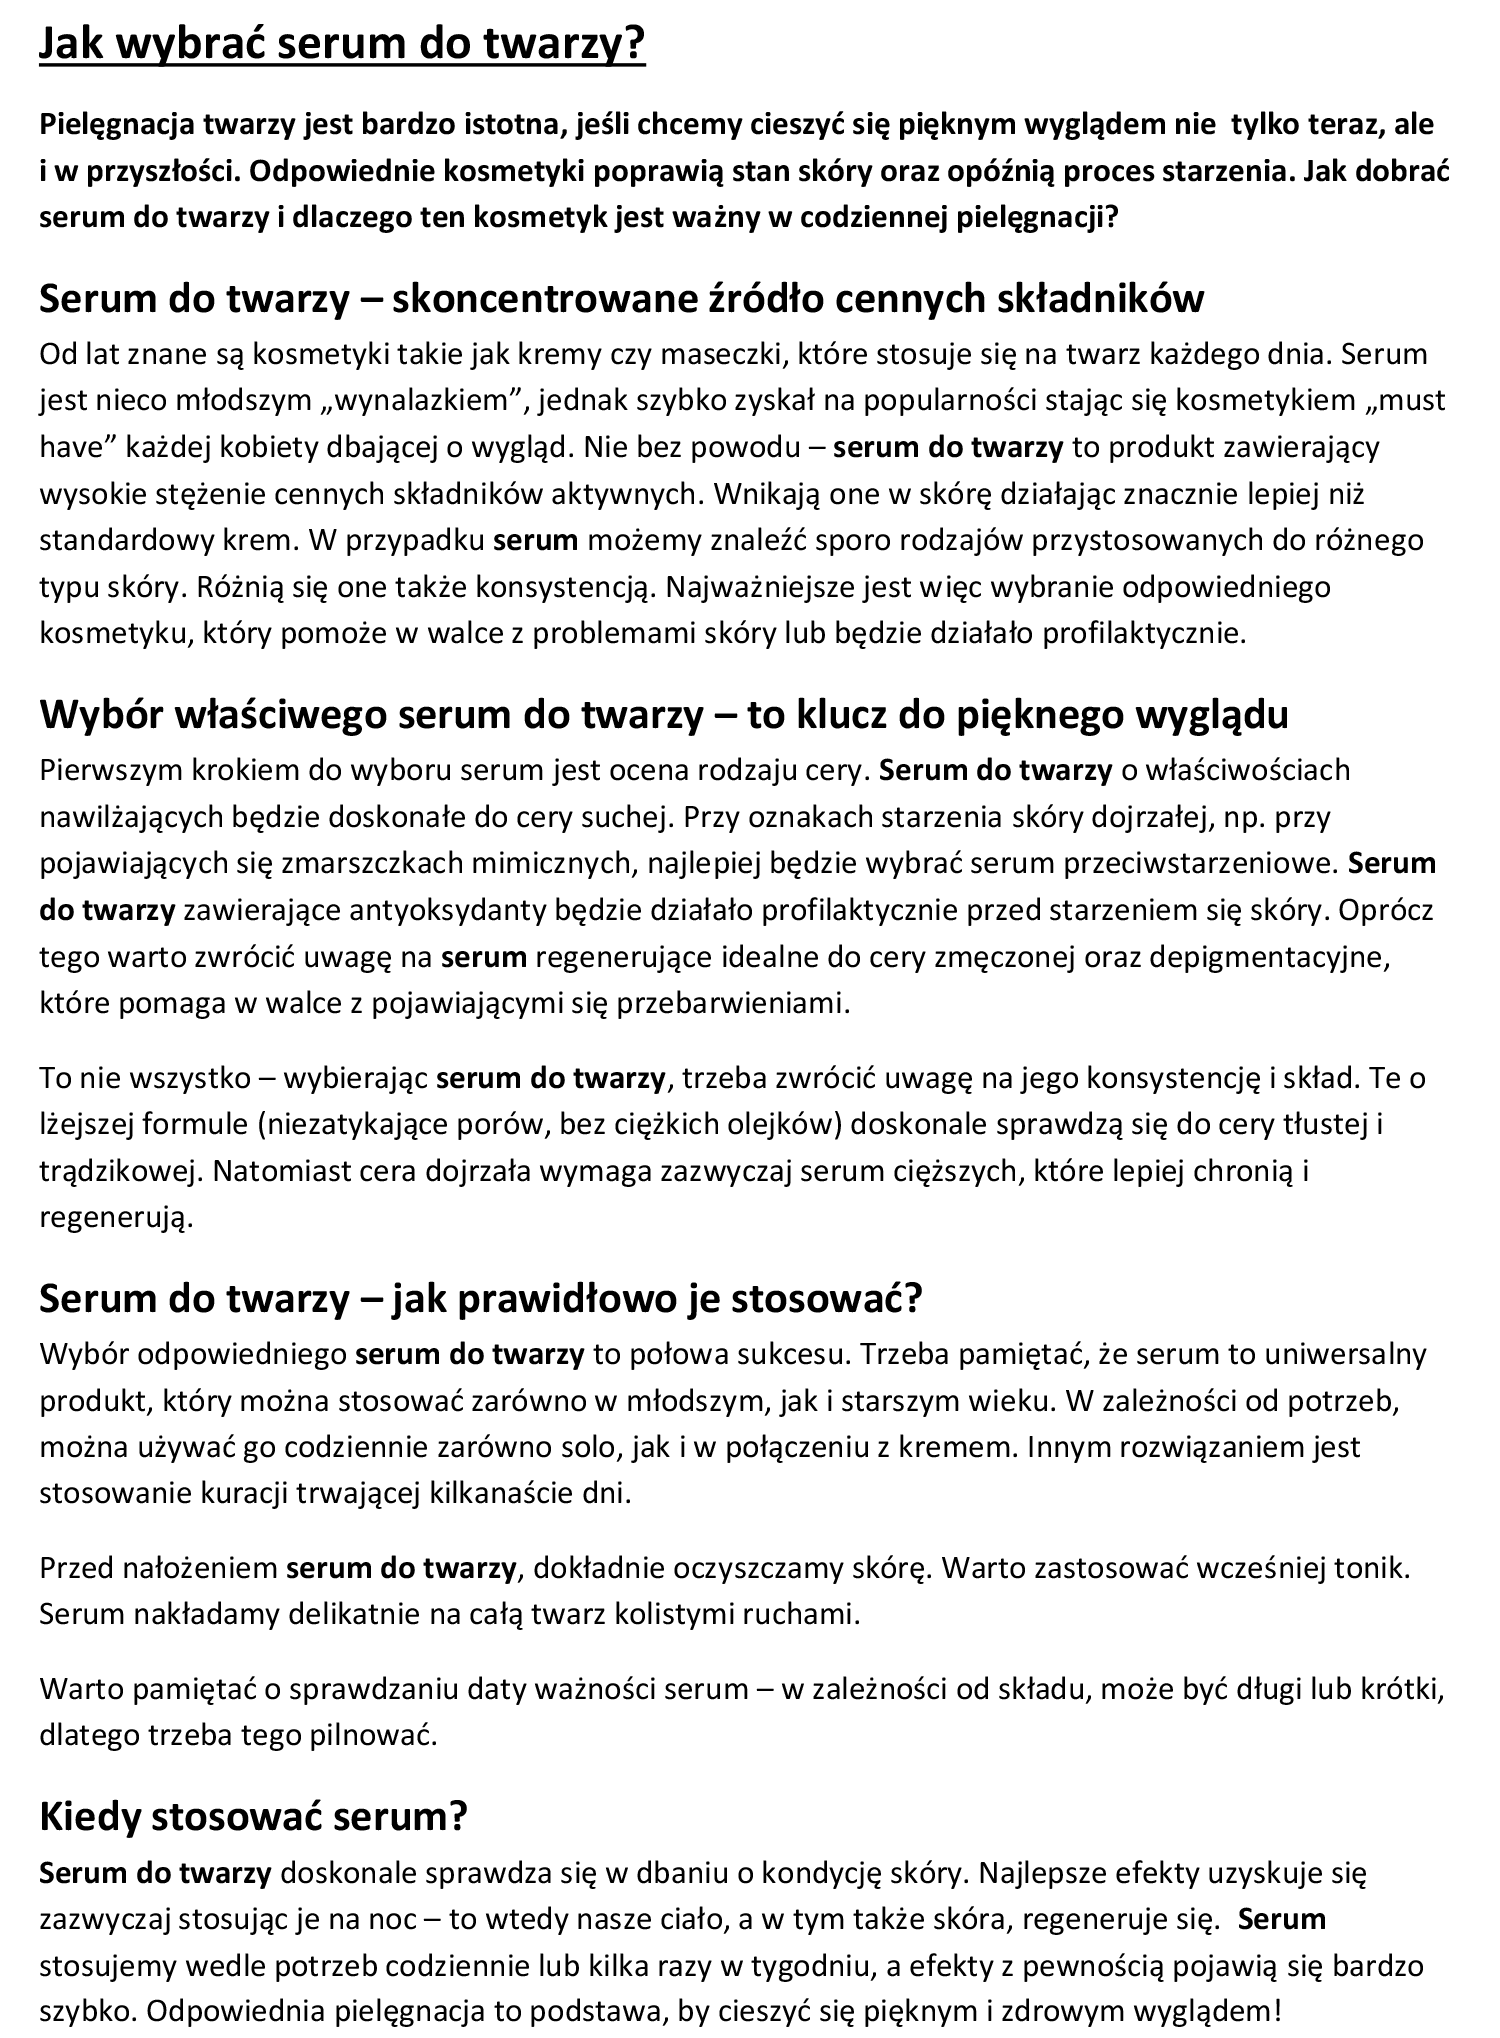 Jak wybrać serum do twarzy?
Pielęgnacja twarzy jest bardzo istotna, jeśli chcemy cieszyć się pięknym wyglądem nie  tylko teraz, ale
i w przyszłości. Odpowiednie kosmetyki poprawią stan skóry oraz opóźnią proces starzenia. Jak dobrać
serum do twarzy i dlaczego ten kosmetyk jest ważny w codziennej pielęgnacji?
Serum do twarzy – skoncentrowane źródło cennych składników
Od lat znane są kosmetyki takie jak kremy czy maseczki, które stosuje się na twarz każdego dnia. Serum
jest nieco młodszym „wynalazkiem”, jednak szybko zyskał na popularności stając się kosmetykiem „must
have” każdej kobiety dbającej o wygląd. Nie bez powodu – serum do twarzy to produkt zawierający
wysokie stężenie cennych składników aktywnych. Wnikają one w skórę działając znacznie lepiej niż
standardowy krem. W przypadku serum możemy znaleźć sporo rodzajów przystosowanych do różnego
typu skóry. Różnią się one także konsystencją. Najważniejsze jest więc wybranie odpowiedniego
kosmetyku, który pomoże w walce z problemami skóry lub będzie działało profilaktycznie.
Wybór właściwego serum do twarzy – to klucz do pięknego wyglądu
Pierwszym krokiem do wyboru serum jest ocena rodzaju cery. Serum do twarzy o właściwościach
nawilżających będzie doskonałe do cery suchej. Przy oznakach starzenia skóry dojrzałej, np. przy
pojawiających się zmarszczkach mimicznych, najlepiej będzie wybrać serum przeciwstarzeniowe. Serum
do twarzy zawierające antyoksydanty będzie działało profilaktycznie przed starzeniem się skóry. Oprócz
tego warto zwrócić uwagę na serum regenerujące idealne do cery zmęczonej oraz depigmentacyjne,
które pomaga w walce z pojawiającymi się przebarwieniami.
To nie wszystko – wybierając serum do twarzy, trzeba zwrócić uwagę na jego konsystencję i skład. Te o
lżejszej formule (niezatykające porów, bez ciężkich olejków) doskonale sprawdzą się do cery tłustej i
trądzikowej. Natomiast cera dojrzała wymaga zazwyczaj serum cięższych, które lepiej chronią i
regenerują.
Serum do twarzy – jak prawidłowo je stosować?
Wybór odpowiedniego serum do twarzy to połowa sukcesu. Trzeba pamiętać, że serum to uniwersalny
produkt, który można stosować zarówno w młodszym, jak i starszym wieku. W zależności od potrzeb,
można używać go codziennie zarówno solo, jak i w połączeniu z kremem. Innym rozwiązaniem jest
stosowanie kuracji trwającej kilkanaście dni.
Przed nałożeniem serum do twarzy, dokładnie oczyszczamy skórę. Warto zastosować wcześniej tonik.
Serum nakładamy delikatnie na całą twarz kolistymi ruchami.
Warto pamiętać o sprawdzaniu daty ważności serum – w zależności od składu, może być długi lub krótki,
dlatego trzeba tego pilnować.
Kiedy stosować serum?
Serum do twarzy doskonale sprawdza się w dbaniu o kondycję skóry. Najlepsze efekty uzyskuje się
zazwyczaj stosując je na noc – to wtedy nasze ciało, a w tym także skóra, regeneruje się.  Serum
stosujemy wedle potrzeb codziennie lub kilka razy w tygodniu, a efekty z pewnością pojawią się bardzo
szybko. Odpowiednia pielęgnacja to podstawa, by cieszyć się pięknym i zdrowym wyglądem!